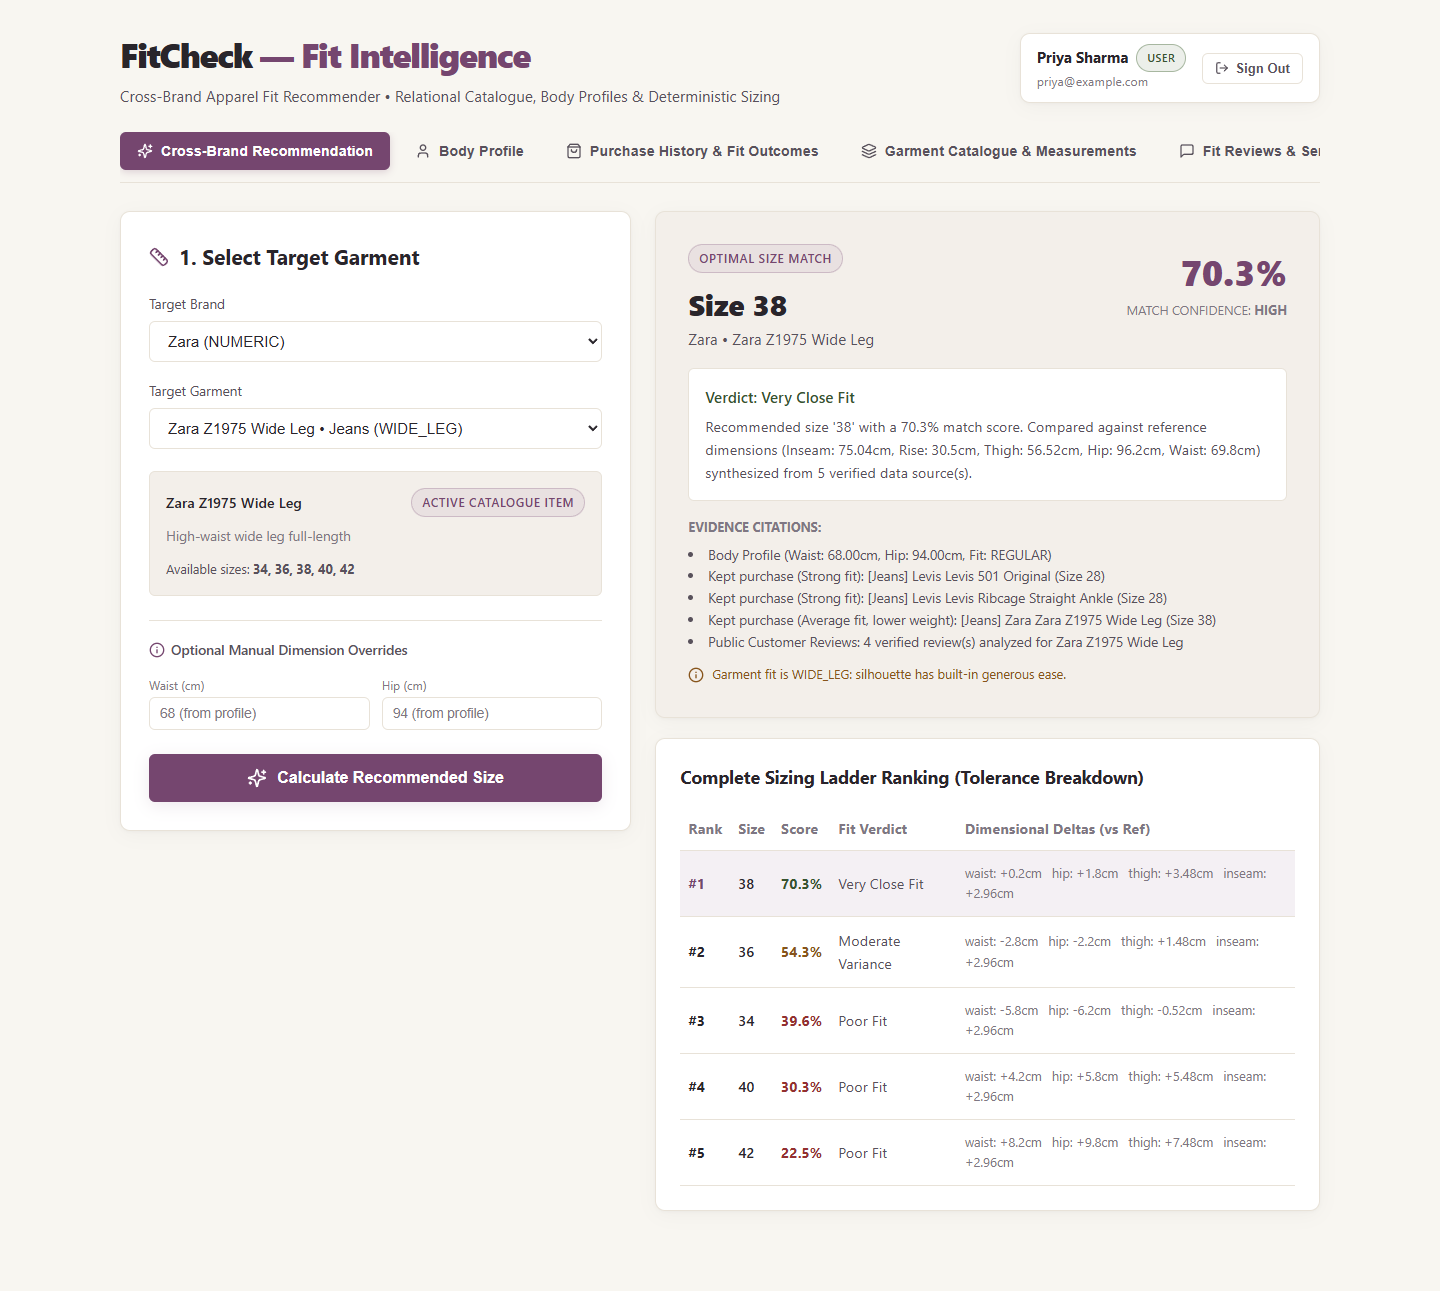 FitCheck — Fit Intelligence
Cross-Brand Apparel Fit Recommender • Relational Catalogue, Body Profiles & Deterministic Sizing
Priya Sharma USER
priya@example.com
Sign Out
Cross-Brand Recommendation
Body Profile
Purchase History & Fit Outcomes
Garment Catalogue & Measurements
Fit Reviews & Se
1. Select Target Garment
Target Brand
Zara (NUMERIC)
Target Garment
Zara Z1975 Wide Leg • Jeans (WIDE_LEG)
Zara Z1975 Wide Leg
ACTIVE CATALOGUE ITEM
High-waist wide leg full-length
Available sizes: 34, 36, 38, 40, 42
Optional Manual Dimension Overrides
Waist (cm)
Hip (cm)
68 (from profile)
94 (from profile)
Calculate Recommended Size
OPTIMAL SIZE MATCH
Size 38
Zara • Zara Z1975 Wide Leg
70.3%
MATCH CONFIDENCE: HIGH
Verdict: Very Close Fit
Recommended size '38' with a 70.3% match score. Compared against reference
dimensions (Inseam: 75.04cm, Rise: 30.5cm, Thigh: 56.52cm, Hip: 96.2cm, Waist: 69.8cm)
synthesized from 5 verified data source(s).
EVIDENCE CITATIONS:
• Body Profile (Waist: 68.00cm, Hip: 94.00cm, Fit: REGULAR)
• Kept purchase (Strong fit): [Jeans] Levis Levis 501 Original (Size 28)
• Kept purchase (Strong fit): [Jeans] Levis Levis Ribcage Straight Ankle (Size 28)
• Kept purchase (Average fit, lower weight): [Jeans] Zara Zara Z1975 Wide Leg (Size 38)
• Public Customer Reviews: 4 verified review(s) analyzed for Zara Z1975 Wide Leg
Garment fit is WIDE_LEG: silhouette has built-in generous ease.
Complete Sizing Ladder Ranking (Tolerance Breakdown)
Rank Size Score Fit Verdict Dimensional Deltas (vs Ref)
#1 38 70.3% Very Close Fit waist: +0.2cm hip: +1.8cm thigh: +3.48cm inseam:
+2.96cm
#2 36 54.3% Moderate Variance waist: -2.8cm hip: -2.2cm thigh: +1.48cm inseam:
+2.96cm
#3 34 39.6% Poor Fit waist: -5.8cm hip: -6.2cm thigh: -0.52cm inseam:
+2.96cm
#4 40 30.3% Poor Fit waist: +4.2cm hip: +5.8cm thigh: +5.48cm inseam:
+2.96cm
#5 42 22.5% Poor Fit waist: +8.2cm hip: +9.8cm thigh: +7.48cm inseam:
+2.96cm